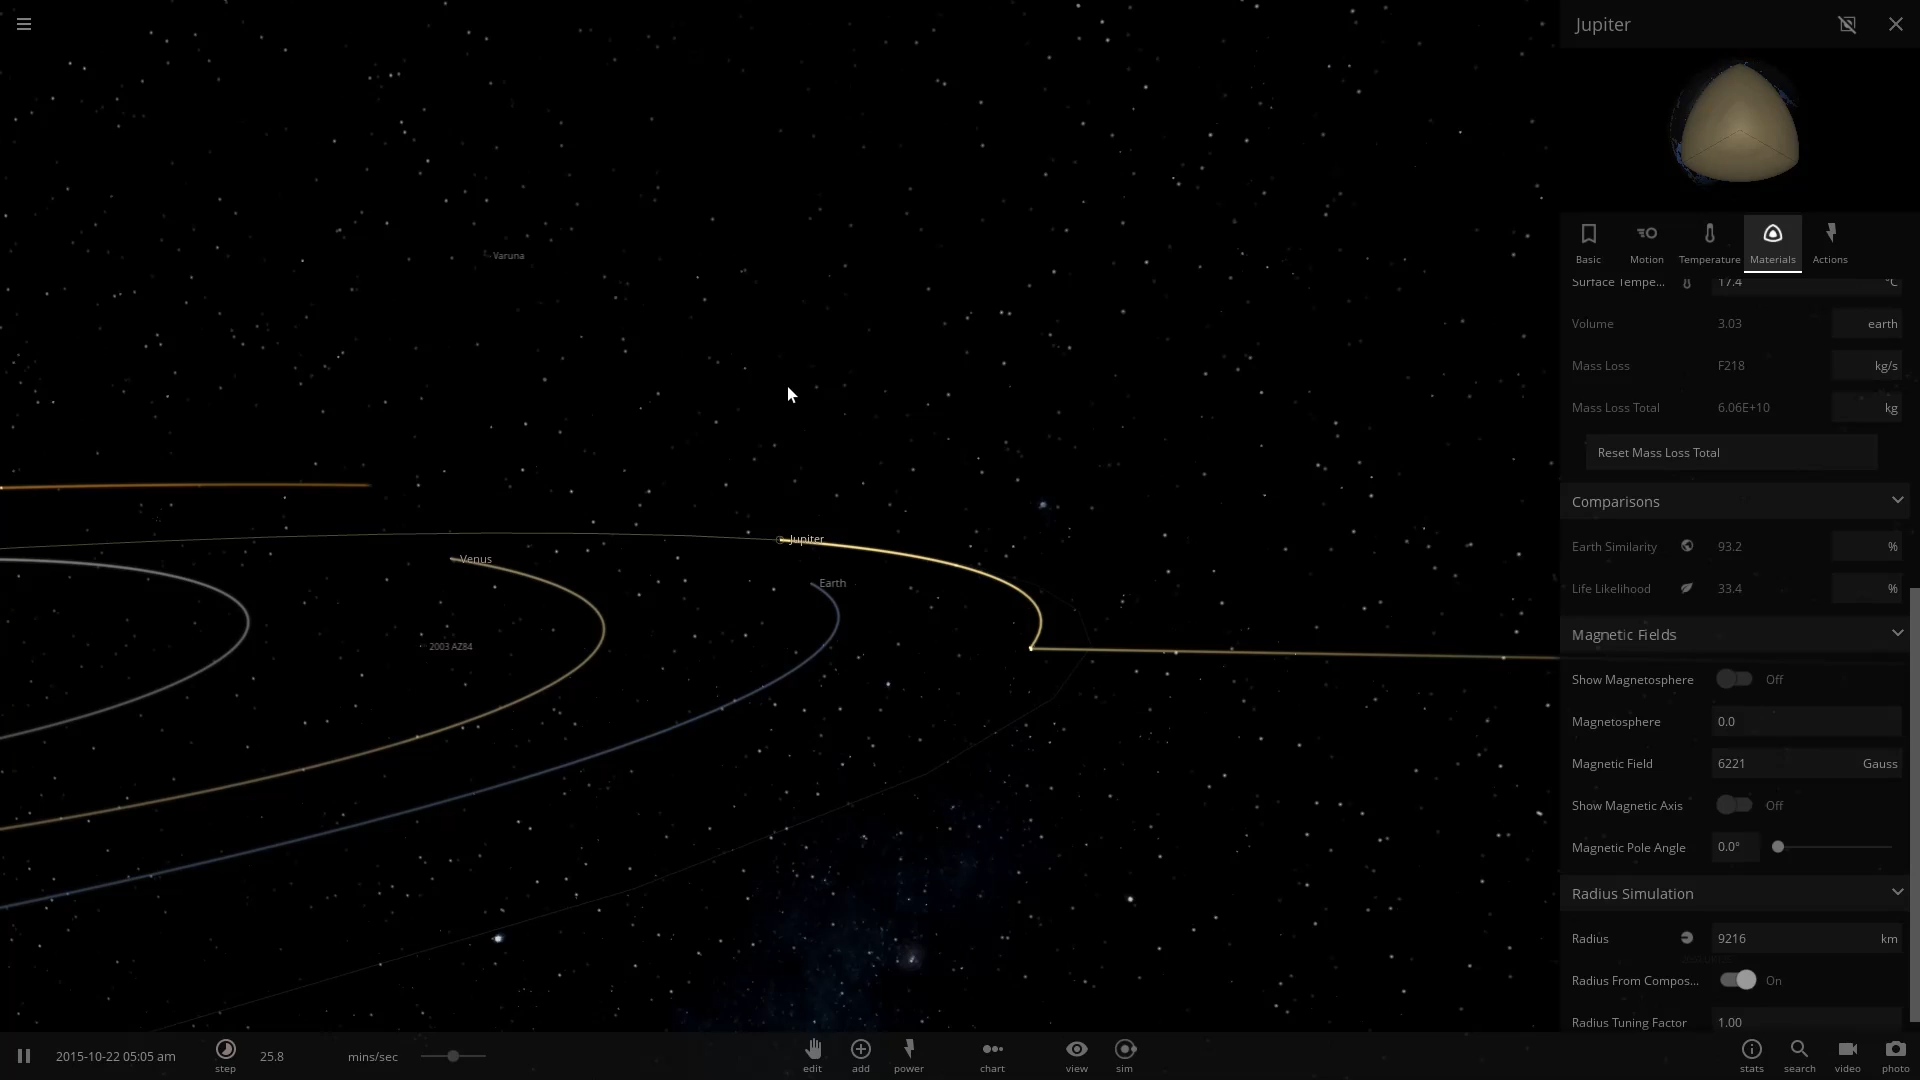 Jupiter
Basic
Motion
Temperature
Materials
Actions
Surface Tempe... 17.4 °C
Volume 3.03 earth
Mass Loss F218 kg/s
Mass Loss Total 6.06E+10 kg
Reset Mass Loss Total
Comparisons
Earth Similarity 93.2 %
Life Likelihood 33.4 %
Magnetic Fields
Show Magnetosphere Off
Magnetosphere 0.0
Magnetic Field 6221 Gauss
Show Magnetic Axis Off
Magnetic Pole Angle 0.0°
Radius Simulation
Radius 9216 km
Radius From Compos... On
Radius Tuning Factor 1.00
Varuna
Jupiter
Venus
Earth
2003 AZ84
2015-10-22 05:05 am
step
25.8 mins/sec
edit
add
power
chart
view
sim
stats
search
video
photo